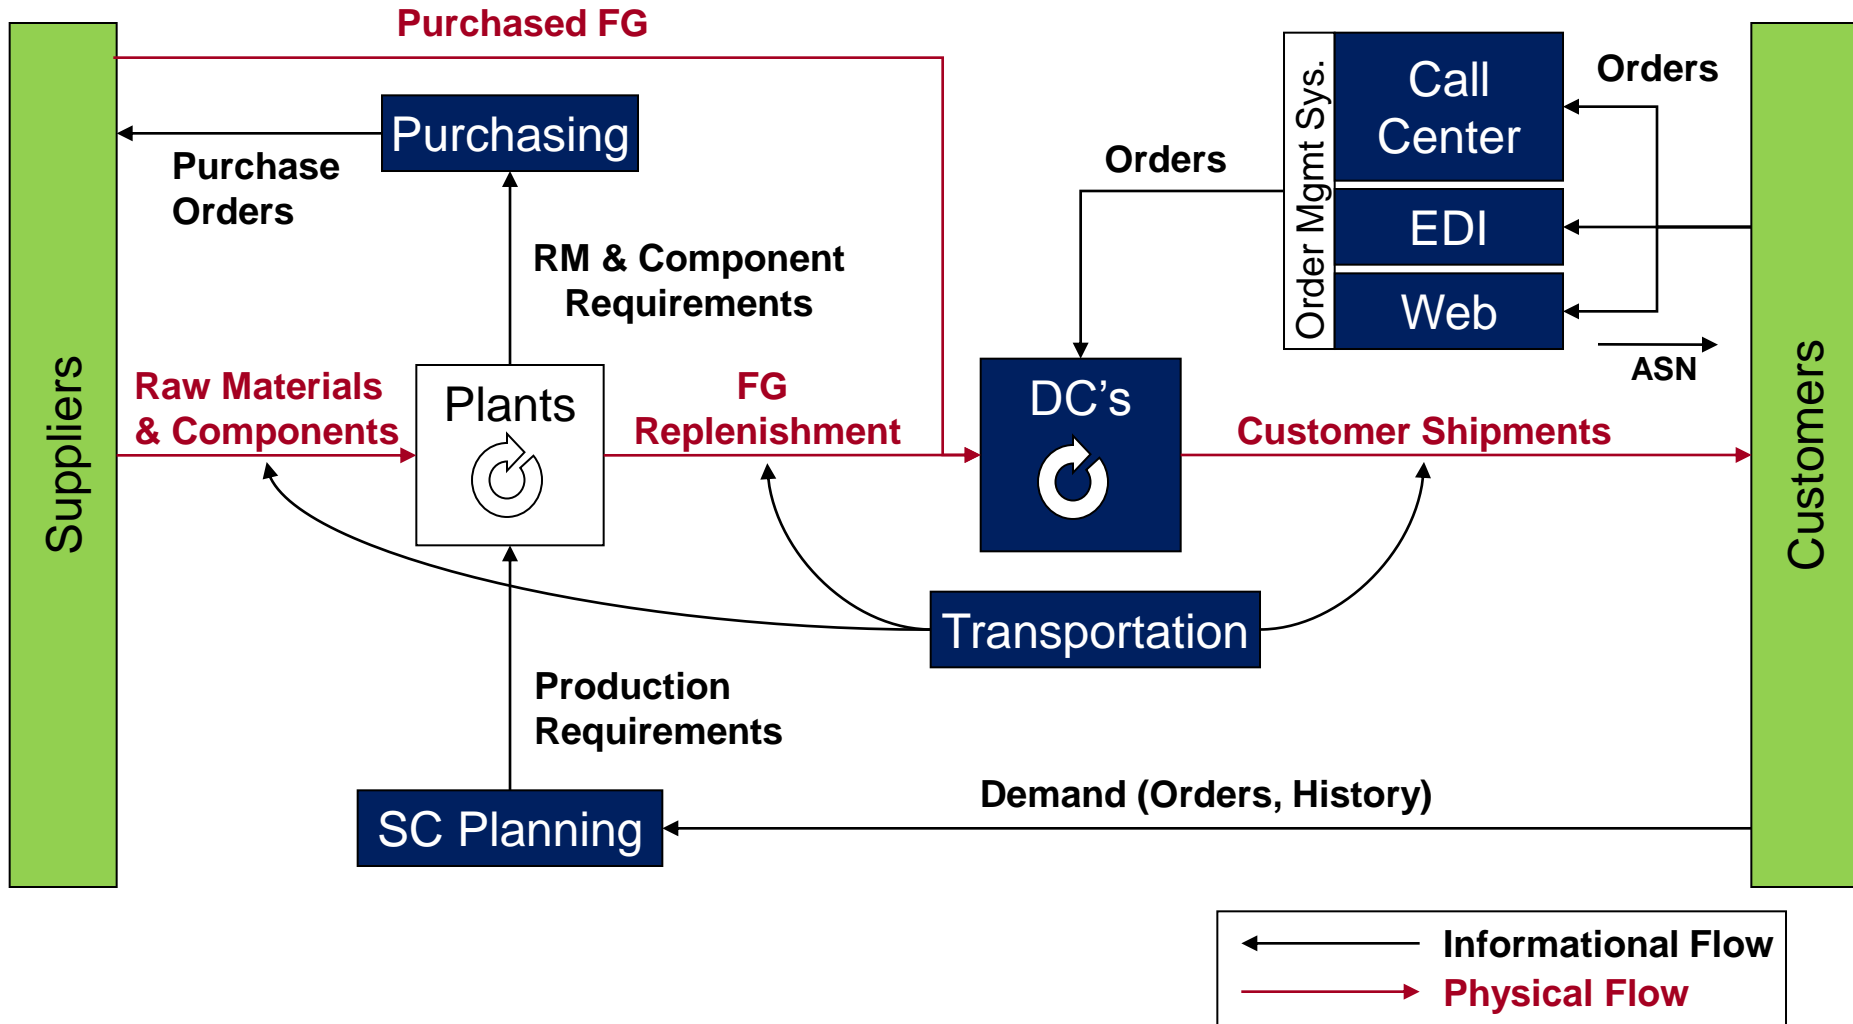 Purchased FG
Suppliers
Purchasing
Purchase
Orders
RM & Component
Requirements
Raw Materials
& Components
Plants
FG
Replenishment
Orders
Order Mgmt Sys.
Call
Center
EDI
Web
Orders
ASN
DC’s
Customer Shipments
Customers
Transportation
Production
Requirements
SC Planning
Demand (Orders, History)
Informational Flow
Physical Flow